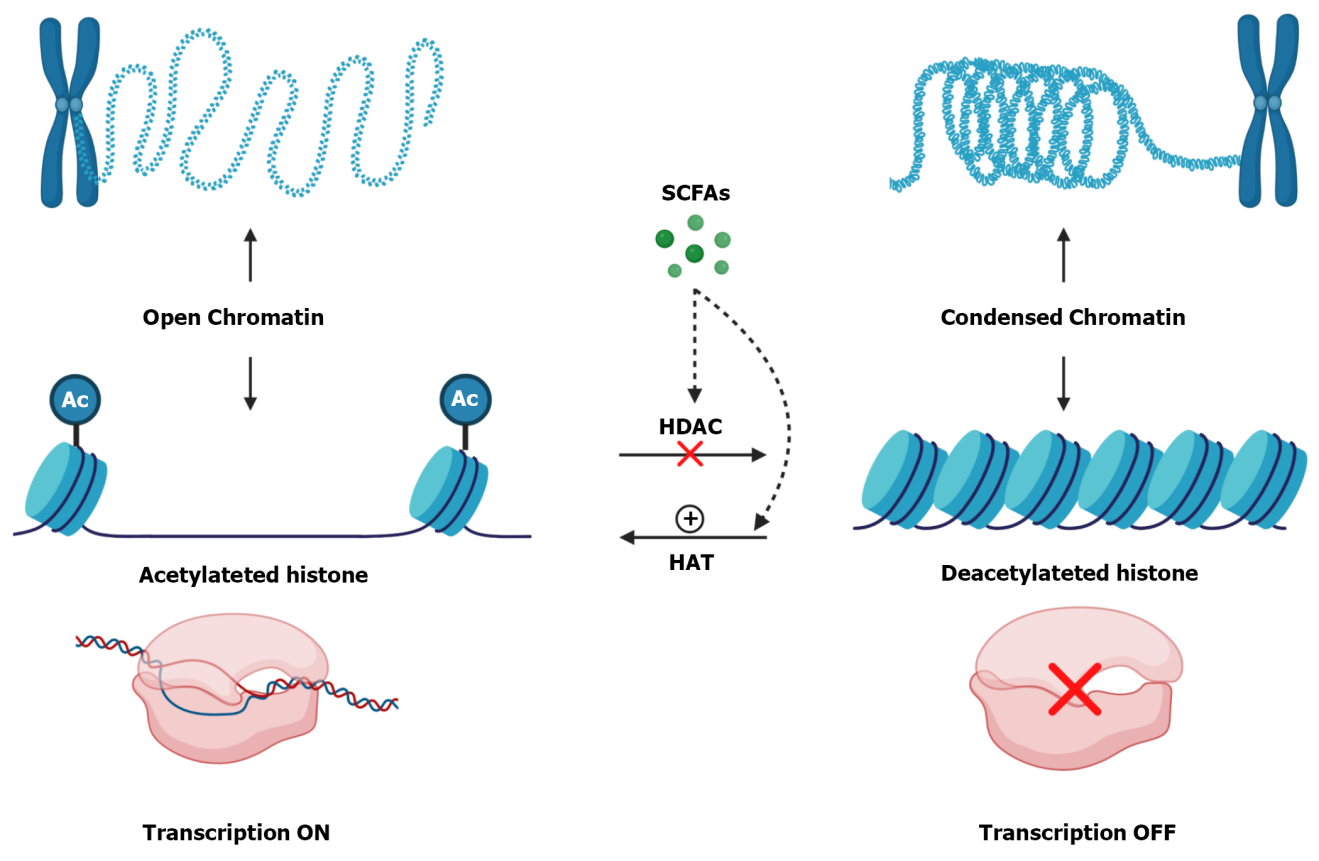 SCFAs
Open Chromatin
Condensed Chromatin
Ac
Ac
HDAC
+
HAT
Acetylateted histone
Deacetylateted histone
Transcription ON
Transcription OFF